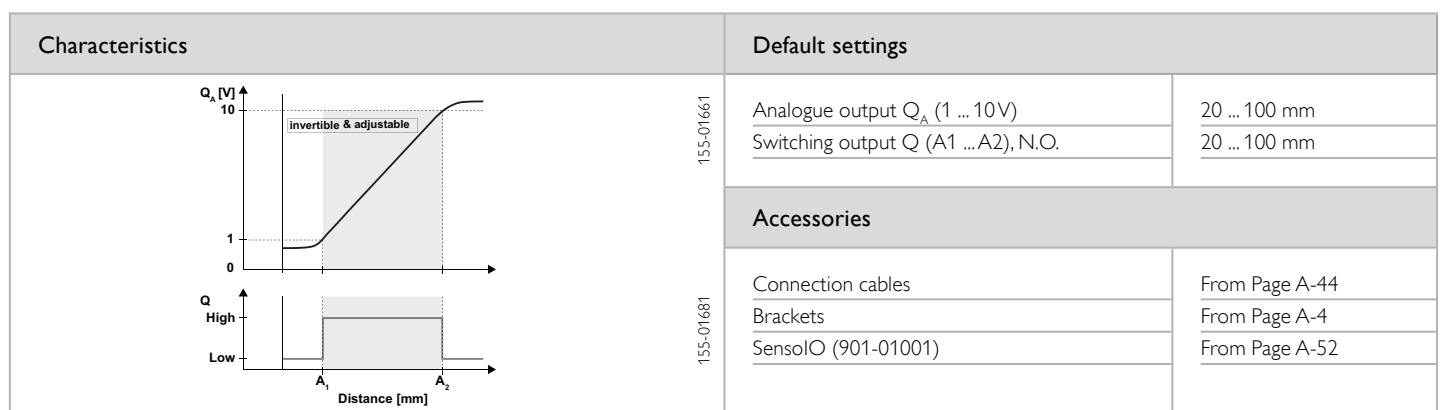 Characteristics
Default settings
Q_A [V]
10
invertible & adjustable
1
0
155-01661
Q
High
Low
A₁
A₂
Distance [mm]
155-01681
Analogue output Q_A (1 ... 10 V)
20 ... 100 mm
Switching output Q (A1 ... A2), N.O.
20 ... 100 mm
Accessories
Connection cables
From Page A-44
Brackets
From Page A-4
SensoIO (901-01001)
From Page A-52